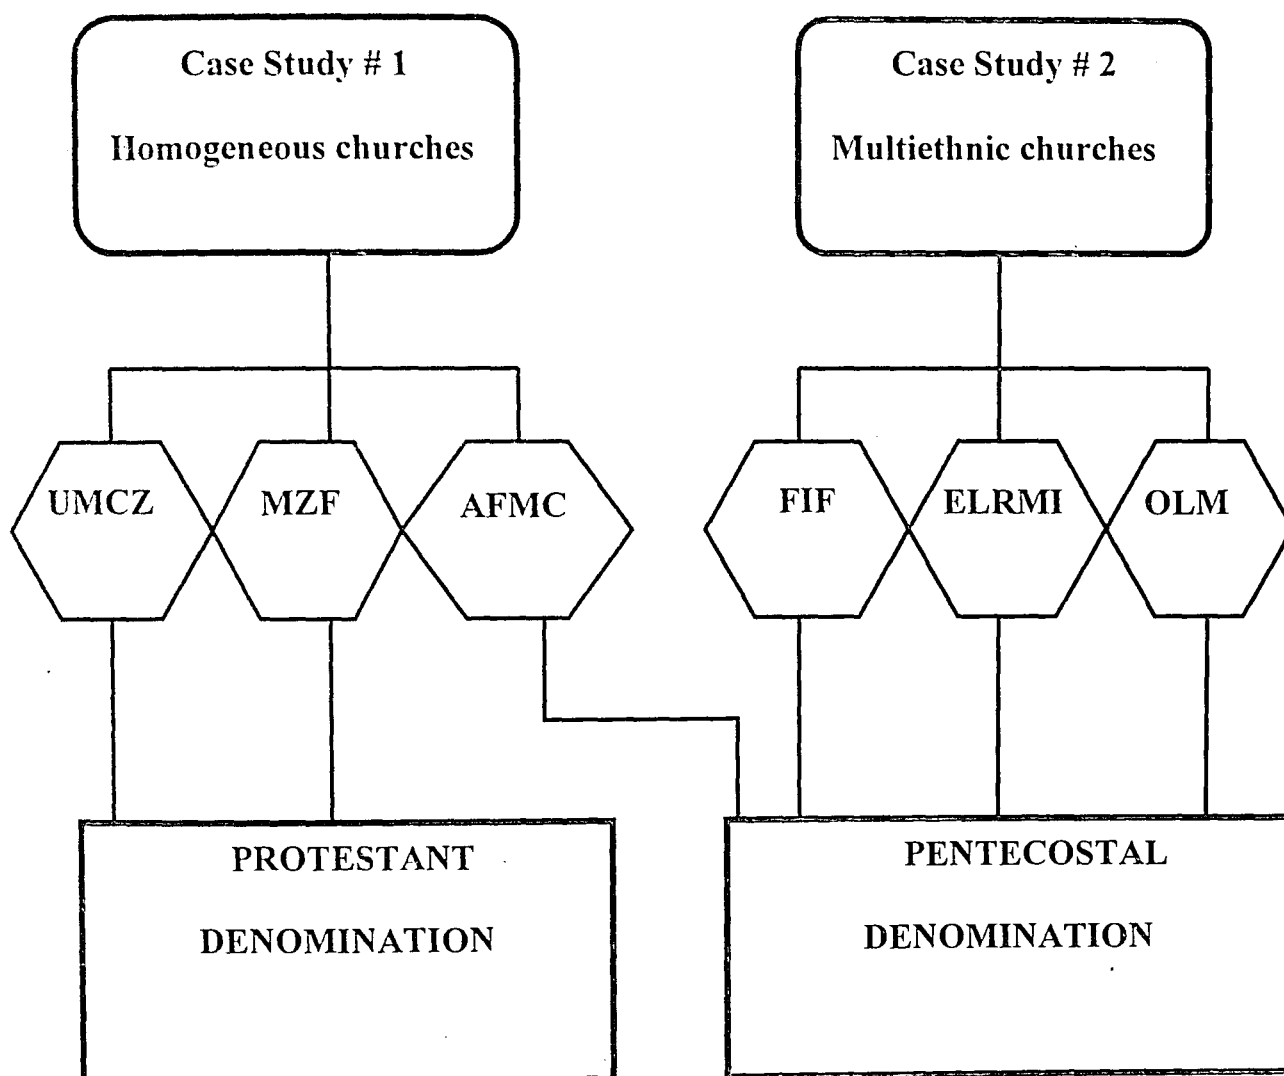 Case Study # 1
Homogeneous churches
Case Study # 2
Multiethnic churches
UMCZ
MZF
AFMC
FIF
ELRMI
OLM
PROTESTANT
DENOMINATION
PENTECOSTAL
DENOMINATION